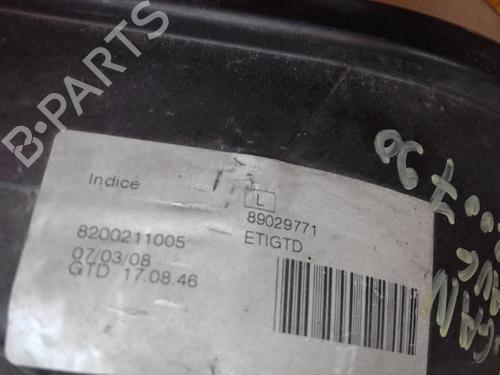 B-PARTS
Indice
L
89029771
8200211005
ETIGTD
07/03/08
GTD 17.08.46